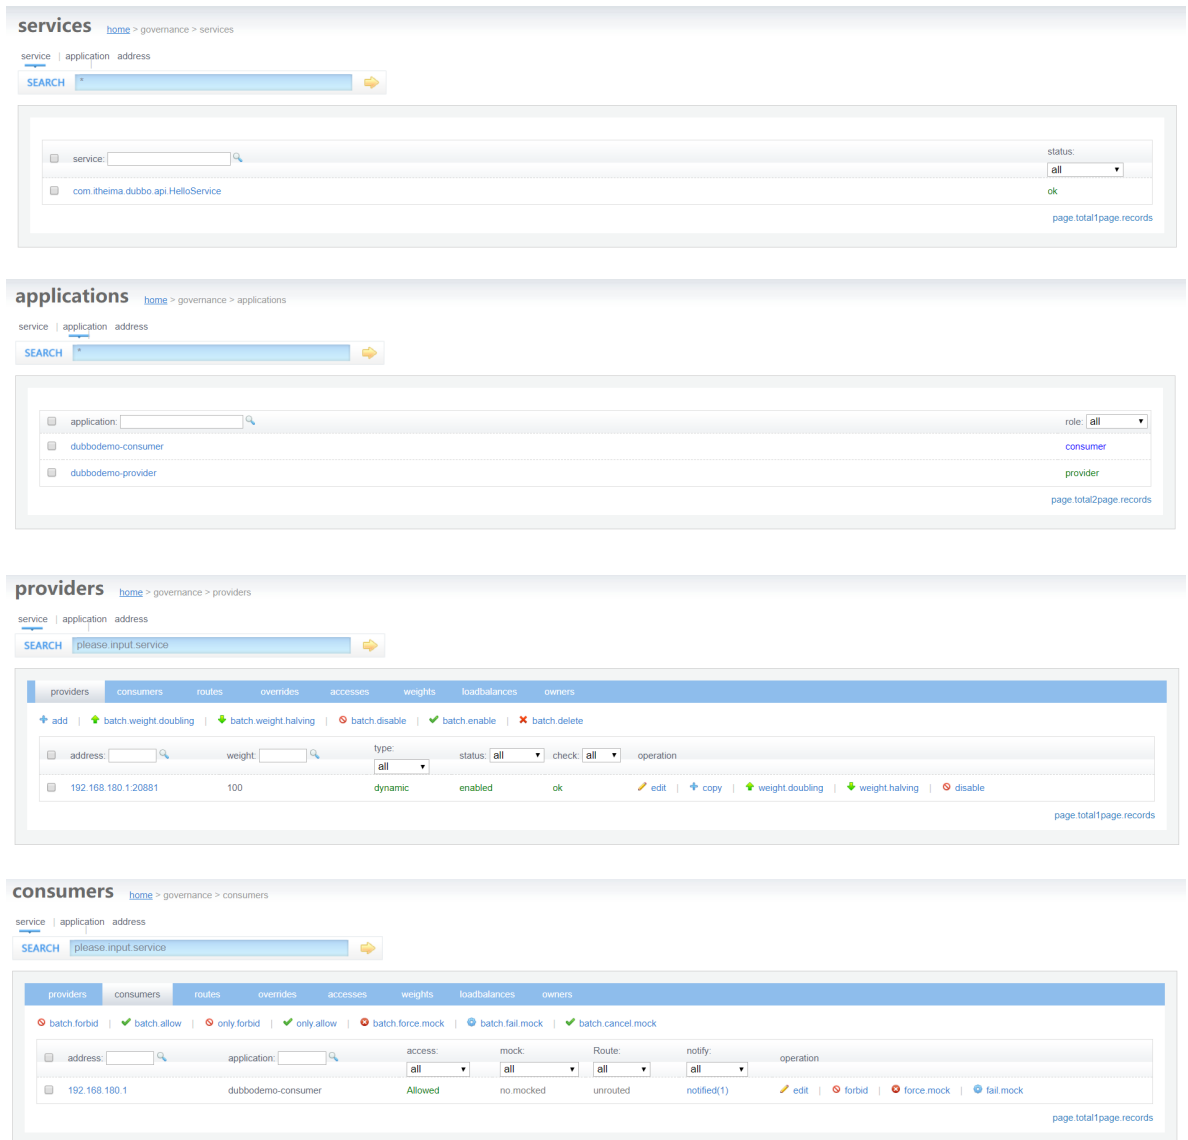 services home > governance > services
service | application address
SEARCH *
service: status:
all
com.itheima.dubbo.api.HelloService ok
page.total1page.records
applications home > governance > applications
service | application address
SEARCH *
application: role: all
dubbodemo-consumer consumer
dubbodemo-provider provider
page.total2page.records
providers home > governance > providers
service | application address
SEARCH please.input.service
providers consumers routes overrides accesses weights loadbalances owners
add | batch.weight.doubling | batch.weight.halving | batch.disable | batch.enable | batch.delete
address: weight: type: all status: all check: all operation
192.168.180.1:20881 100 dynamic enabled ok edit | copy | weight.doubling | weight.halving | disable
page.total1page.records
consumers home > governance > consumers
service | application address
SEARCH please.input.service
providers consumers routes overrides accesses weights loadbalances owners
batch.forbid | batch.allow | only.forbid | only.allow | batch.force.mock | batch.fail.mock | batch.cancel.mock
address: application: access: all mock: all Route: all notify: all operation
192.168.180.1 dubbodemo-consumer Allowed no.mocked unrouted notified(1) edit | forbid | force.mock | fail.mock
page.total1page.records